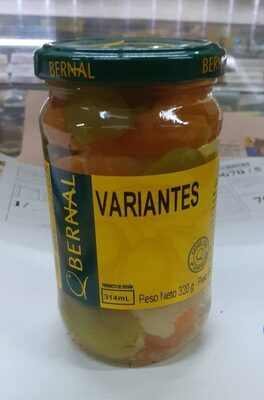 BERNAL
BERNAL
BERNAL
VARIANTES
PRODUCTO DE ESPAÑA
314mL
Peso Neto 320 g